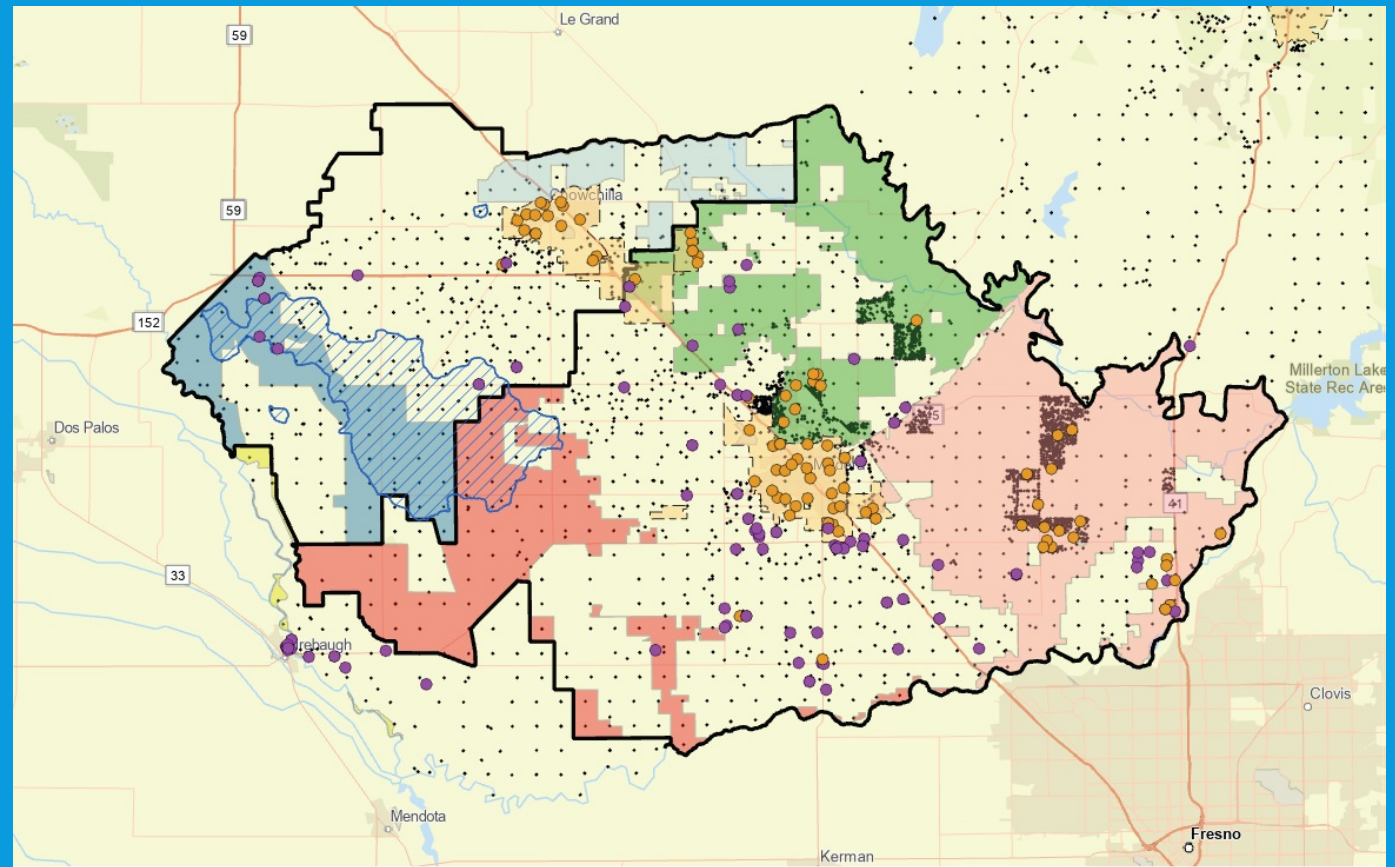 Le Grand
59
Chowchilla
59
152
Millerton Lake
State Rec Area
Dos Palos
41
33
Clovis
Mendota
Fresno
Kerman